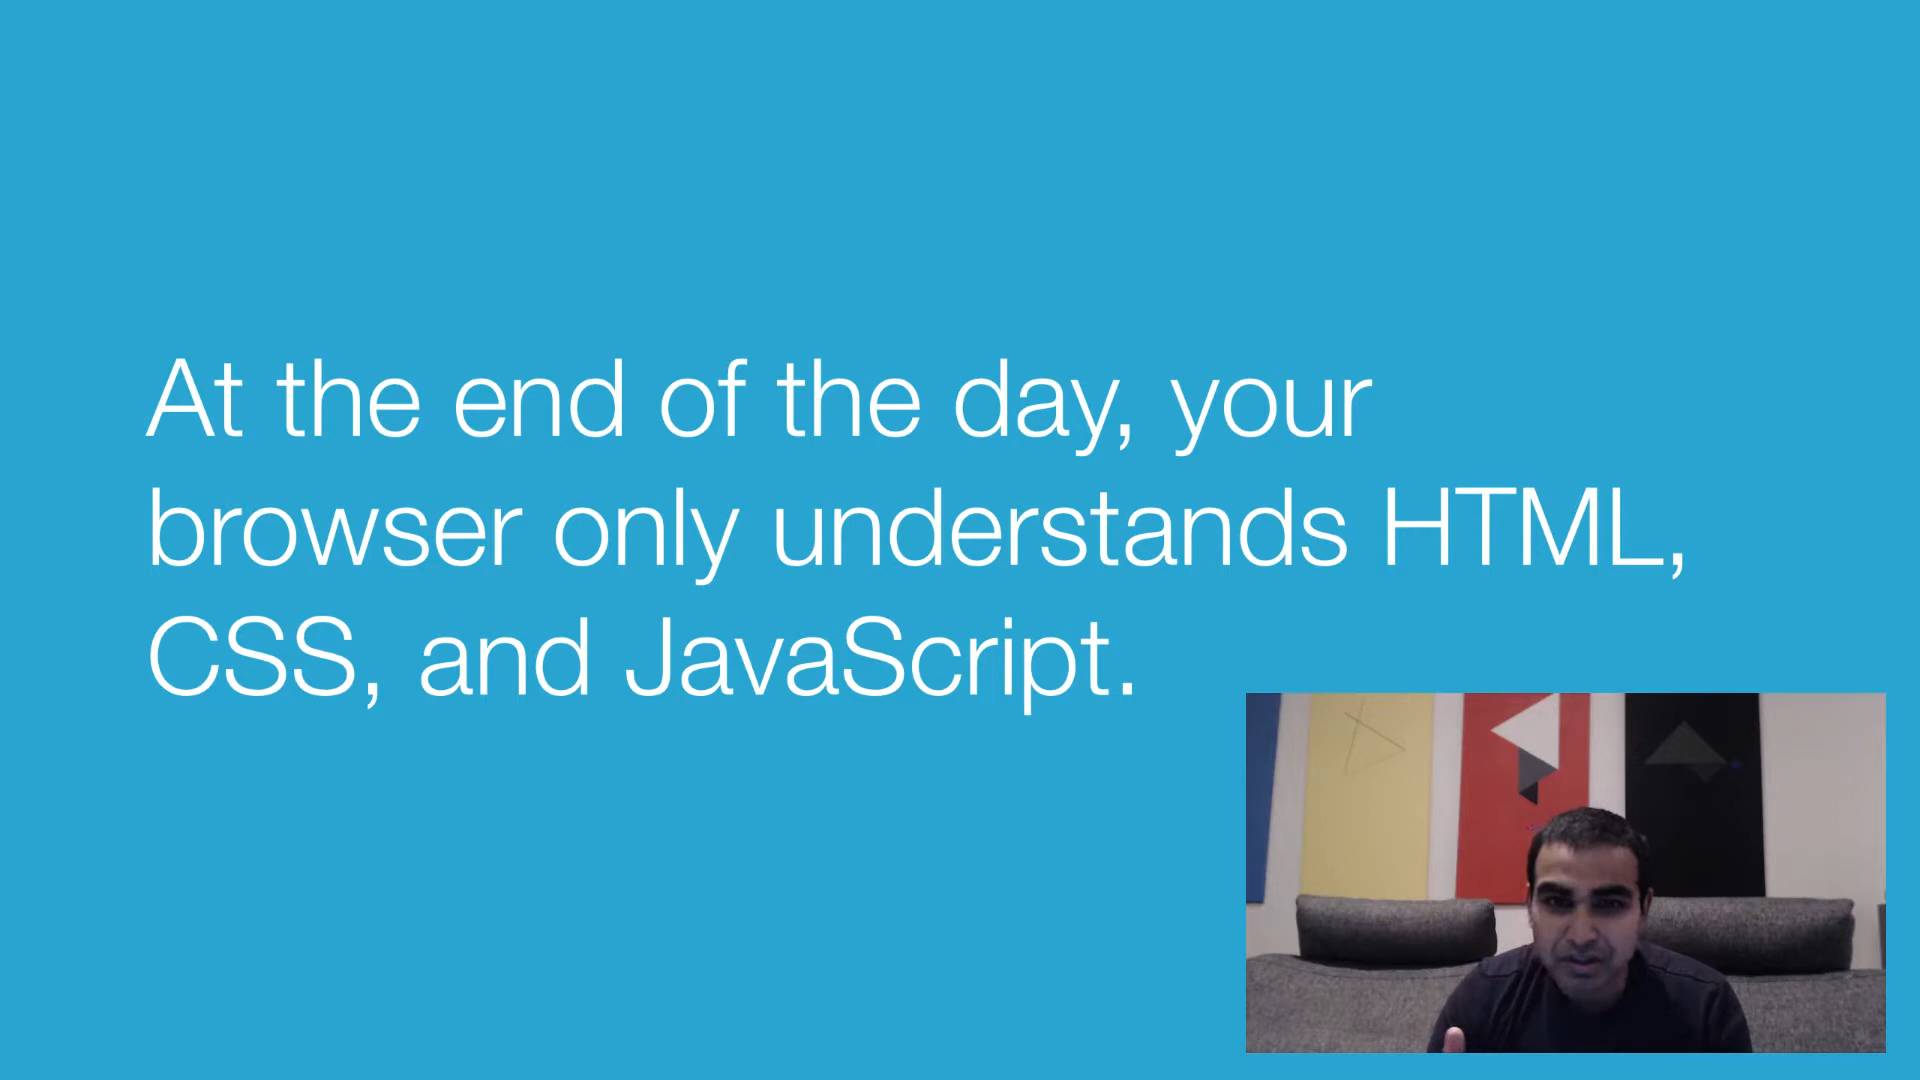 At the end of the day, your
browser only understands HTML,
CSS, and JavaScript.